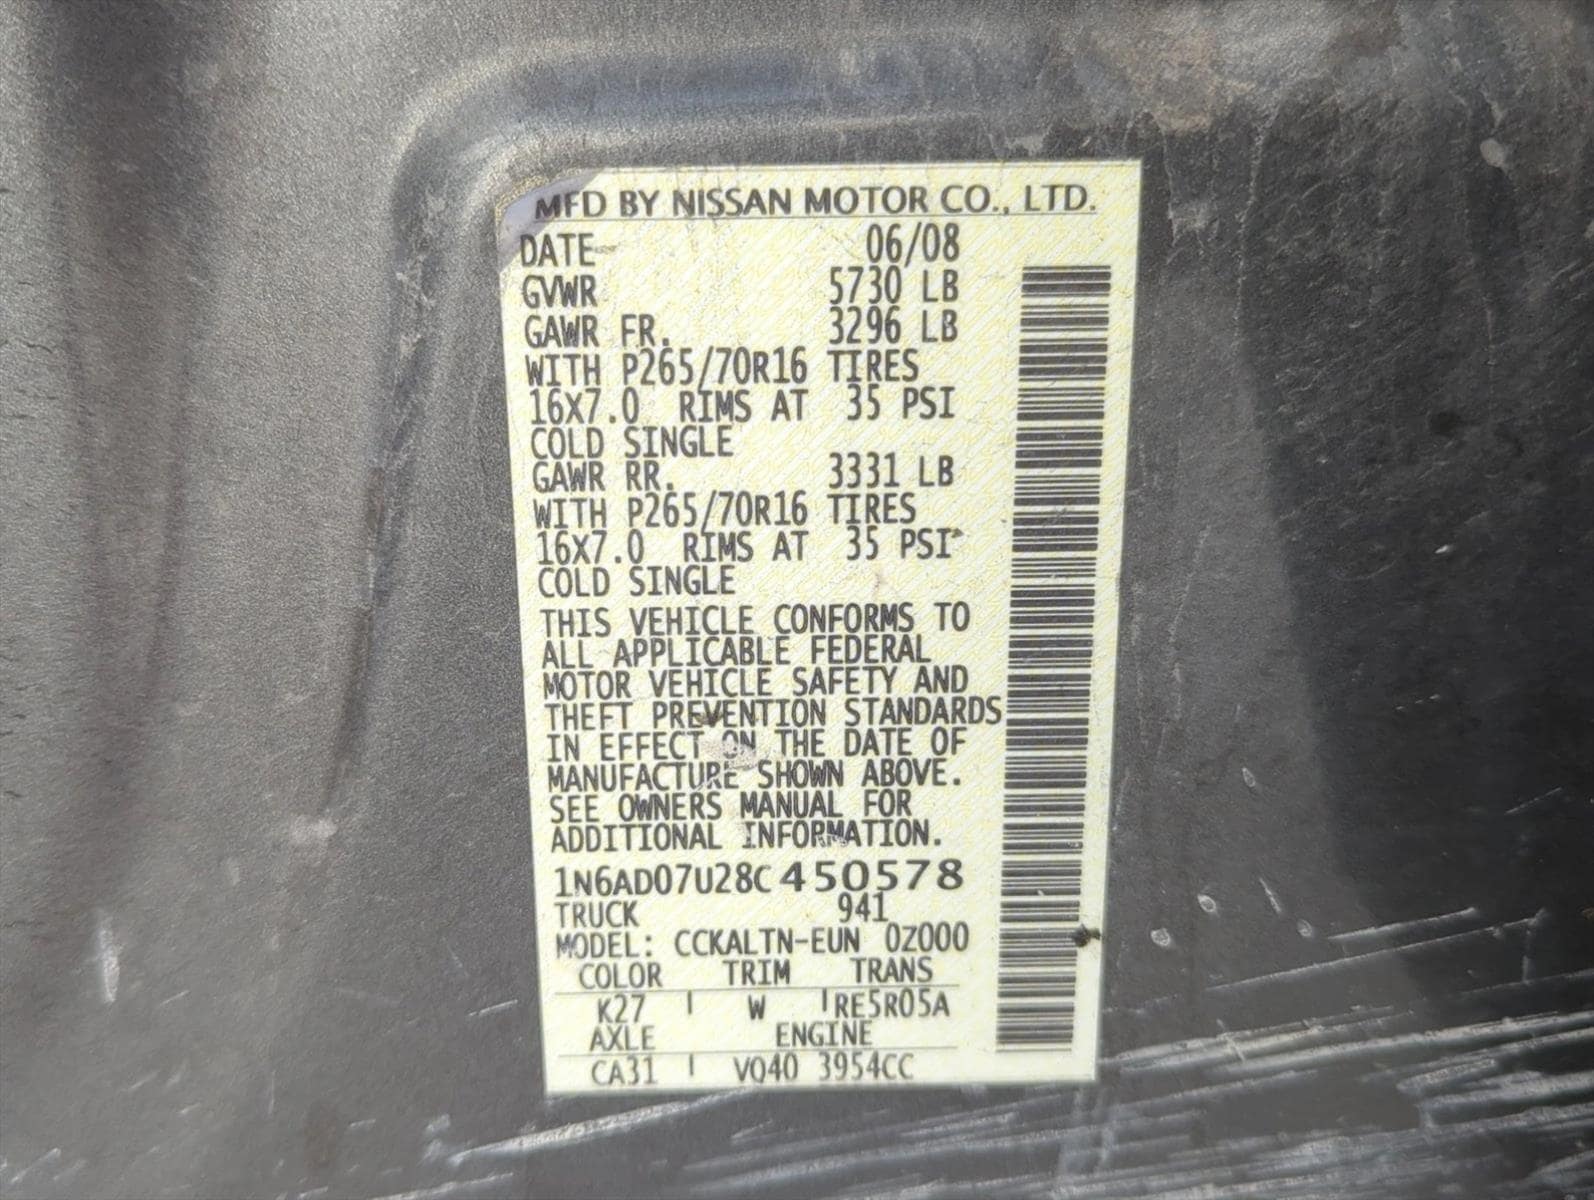 MFD BY NISSAN MOTOR CO., LTD.
DATE 06/08
GVWR 5730 LB
GAWR FR. 3296 LB
WITH P265/70R16 TIRES
16X7.0 RIMS AT 35 PSI
COLD SINGLE
GAWR RR. 3331 LB
WITH P265/70R16 TIRES
16X7.0 RIMS AT 35 PSI
COLD SINGLE
THIS VEHICLE CONFORMS TO
ALL APPLICABLE FEDERAL
MOTOR VEHICLE SAFETY AND
THEFT PREVENTION STANDARDS
IN EFFECT ON THE DATE OF
MANUFACTURE SHOWN ABOVE.
SEE OWNERS MANUAL FOR
ADDITIONAL INFORMATION.
1N6AD07U28C450578
TRUCK 941
MODEL: CCKALTN-EUN 0Z000
COLOR TRIM TRANS
K27 W RE5R05A
AXLE ENGINE
CA31 VQ40 3954CC